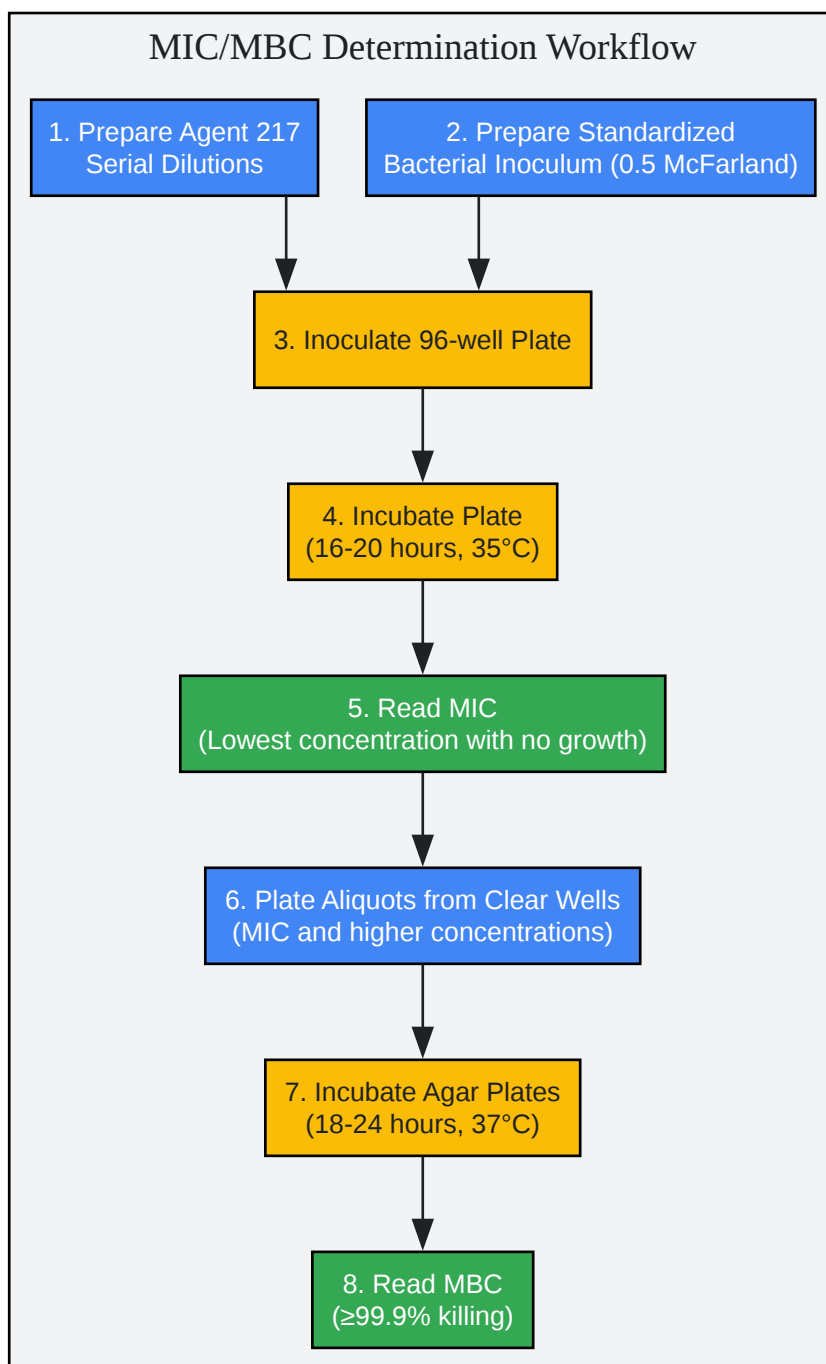 MIC/MBC Determination Workflow
1. Prepare Agent 217
Serial Dilutions
2. Prepare Standardized
Bacterial Inoculum (0.5 McFarland)
3. Inoculate 96-well Plate
4. Incubate Plate
(16-20 hours, 35°C)
5. Read MIC
(Lowest concentration with no growth)
6. Plate Aliquots from Clear Wells
(MIC and higher concentrations)
7. Incubate Agar Plates
(18-24 hours, 37°C)
8. Read MBC
(≥99.9% killing)